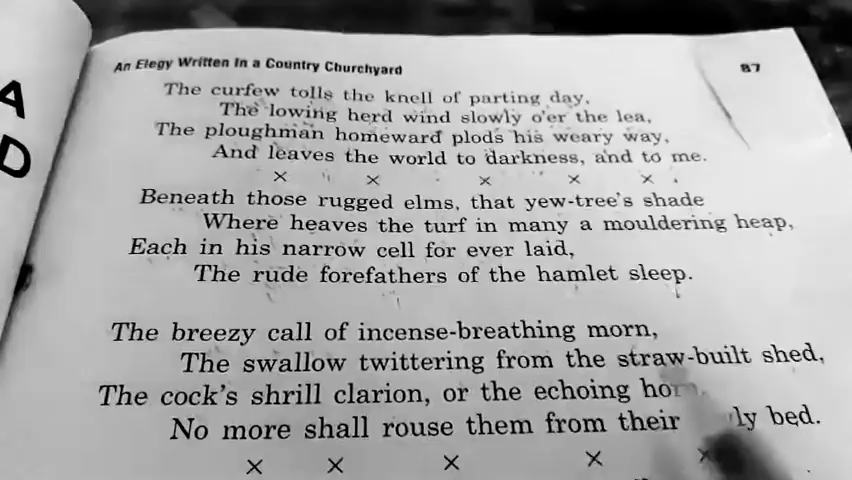 A
D
An Elegy Written in a Country Churchyard 87
The curfew tolls the knell of parting day,
The lowing herd wind slowly o'er the lea,
The ploughman homeward plods his weary way,
And leaves the world to darkness, and to me.
× × × × ×
Beneath those rugged elms, that yew-tree's shade
Where heaves the turf in many a mouldering heap,
Each in his narrow cell for ever laid,
The rude forefathers of the hamlet sleep.
The breezy call of incense-breathing morn,
The swallow twittering from the straw-built shed,
The cock's shrill clarion, or the echoing
No more shall rouse them from their bed.
× × × × ×